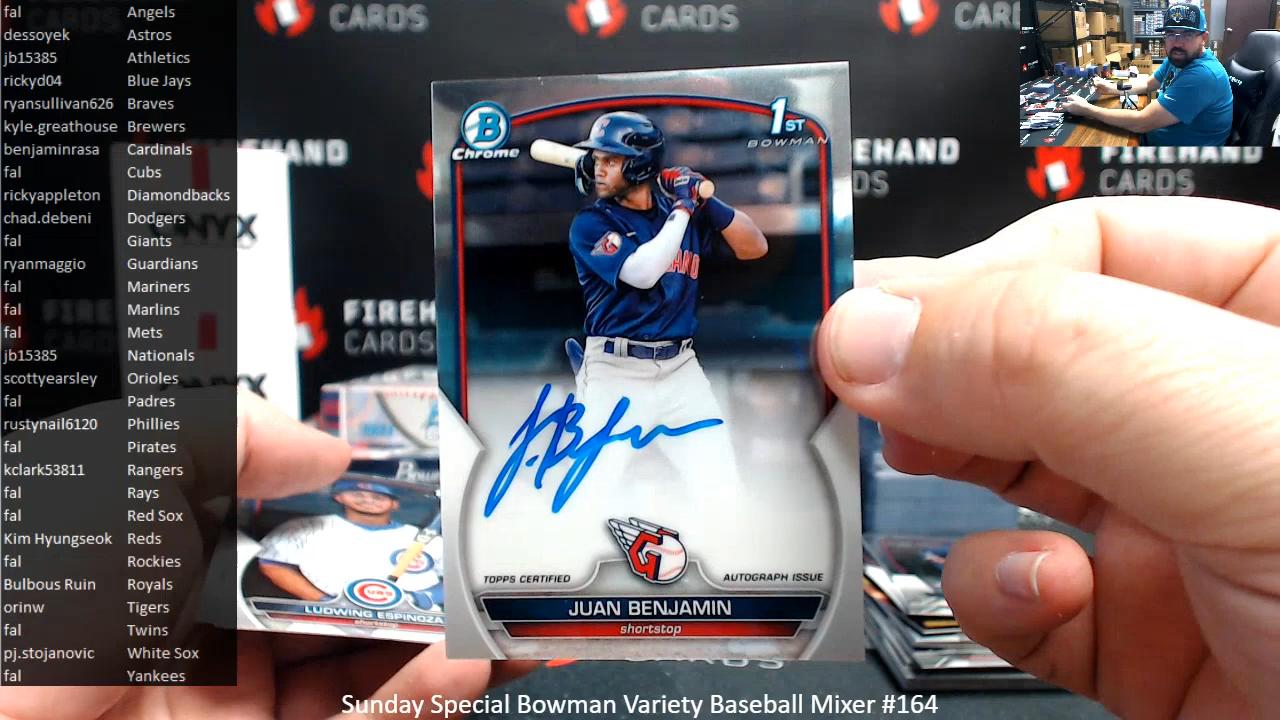 fal Angels
dessoyek Astros
jb15385 Athletics
rickyd04 Blue Jays
ryansullivan626 Braves
kyle.greathouse Brewers
benjaminrasa Cardinals
fal Cubs
rickyappleton Diamondbacks
chad.debeni Dodgers
fal Giants
ryanmaggio Guardians
fal Mariners
fal Marlins
fal Mets
jb15385 Nationals
scottyearsley Orioles
fal Padres
rustynail6120 Phillies
fal Pirates
kclark53811 Rangers
fal Rays
fal Red Sox
Kim Hyungseok Reds
fal Rockies
Bulbous Ruin Royals
orinw Tigers
fal Twins
pj.stojanovic White Sox
fal Yankees
CARDS
CARDS
CARD
FIREHAND
CARDS
B
Chrome
1ST
BOWMAN
TOPPS CERTIFIED
AUTOGRAPH ISSUE
JUAN BENJAMIN
shortstop
CUBS
LUDWING ESPINOZA
shortstop
Sunday Special Bowman Variety Baseball Mixer #164